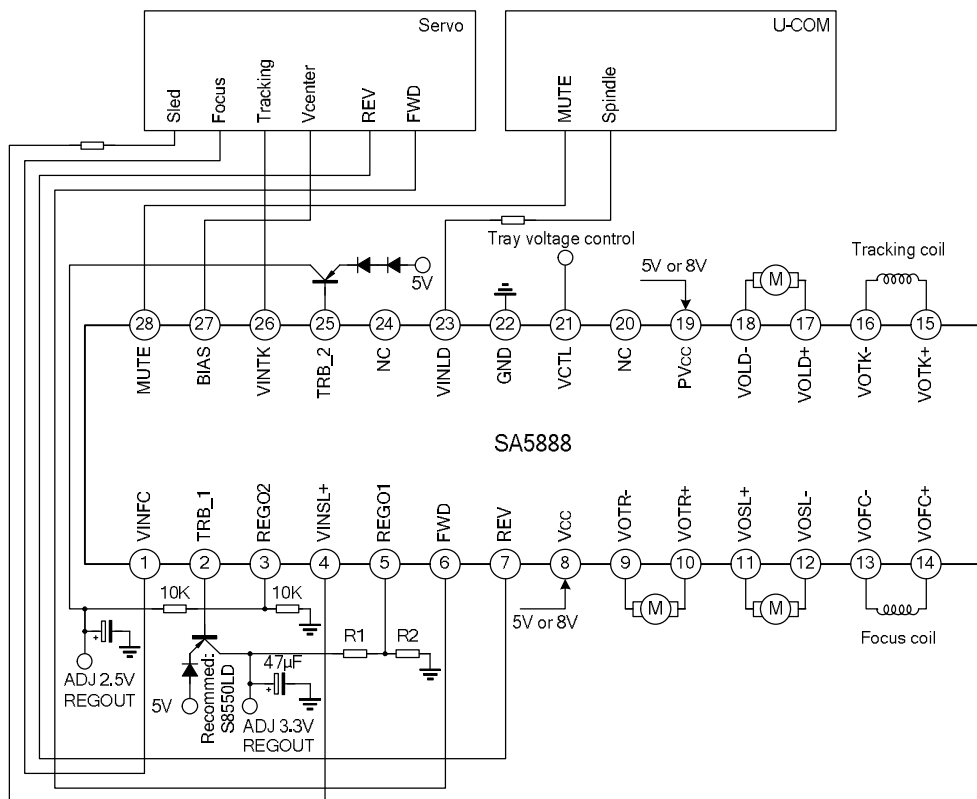 Servo
U-COM
Sled
Focus
Tracking
Vcenter
REV
FWD
MUTE
Spindle
Tray voltage control
5V
5V or 8V
M
Tracking coil
28
27
26
25
24
23
22
21
20
19
18
17
16
15
MUTE
BIAS
VINTK
TRB_2
NC
VINLD
GND
VCTL
NC
PVcc
VOLD-
VOLD+
VOTK-
VOTK+
SA5888
VINFC
TRB_1
REGO2
VINSL+
REGO1
FWD
REV
Vcc
VOTR-
VOTR+
VOSL+
VOSL-
VOFC-
VOFC+
1
2
3
4
5
6
7
8
9
10
11
12
13
14
10K
10K
5V or 8V
M
M
Focus coil
+
ADJ 2.5V
REGOUT
5V
Recommed:
S8550LD
47µF
+
R1
R2
ADJ 3.3V
REGOUT